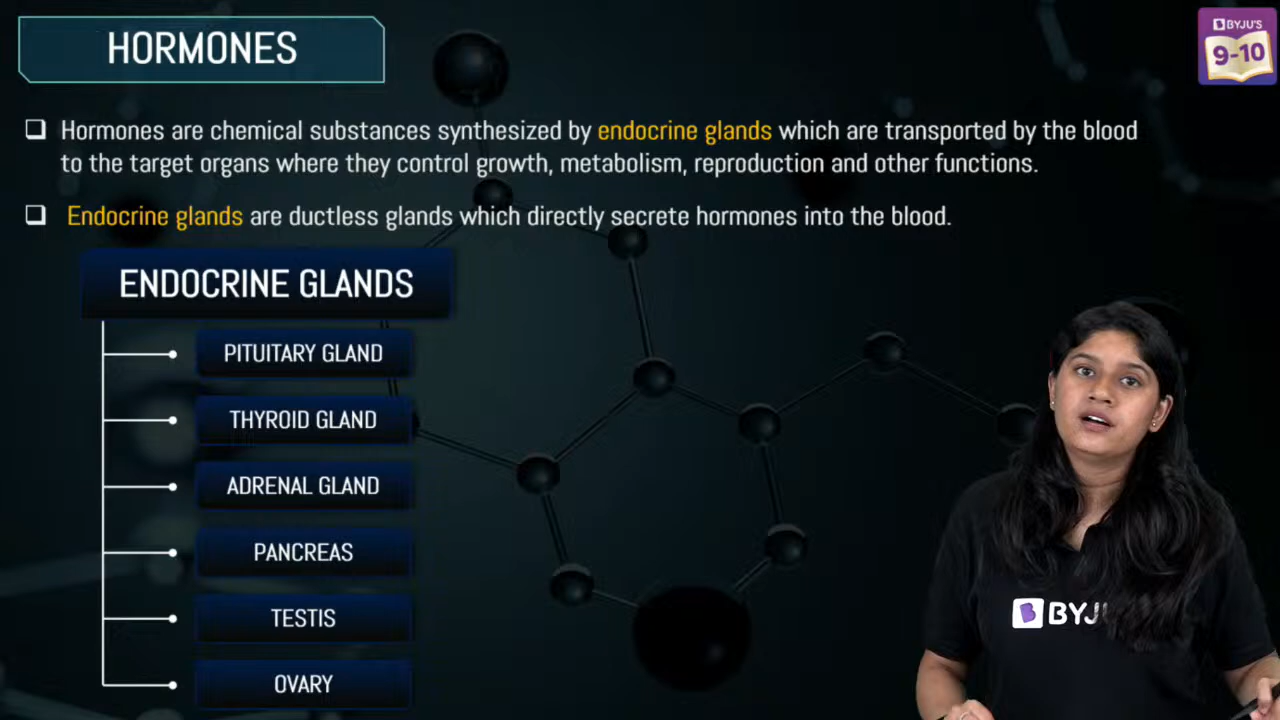 HORMONES
BYJU'S
9-10
❑ Hormones are chemical substances synthesized by endocrine glands which are transported by the blood
to the target organs where they control growth, metabolism, reproduction and other functions.
❑ Endocrine glands are ductless glands which directly secrete hormones into the blood.
ENDOCRINE GLANDS
PITUITARY GLAND
THYROID GLAND
ADRENAL GLAND
PANCREAS
TESTIS
OVARY
BYJU